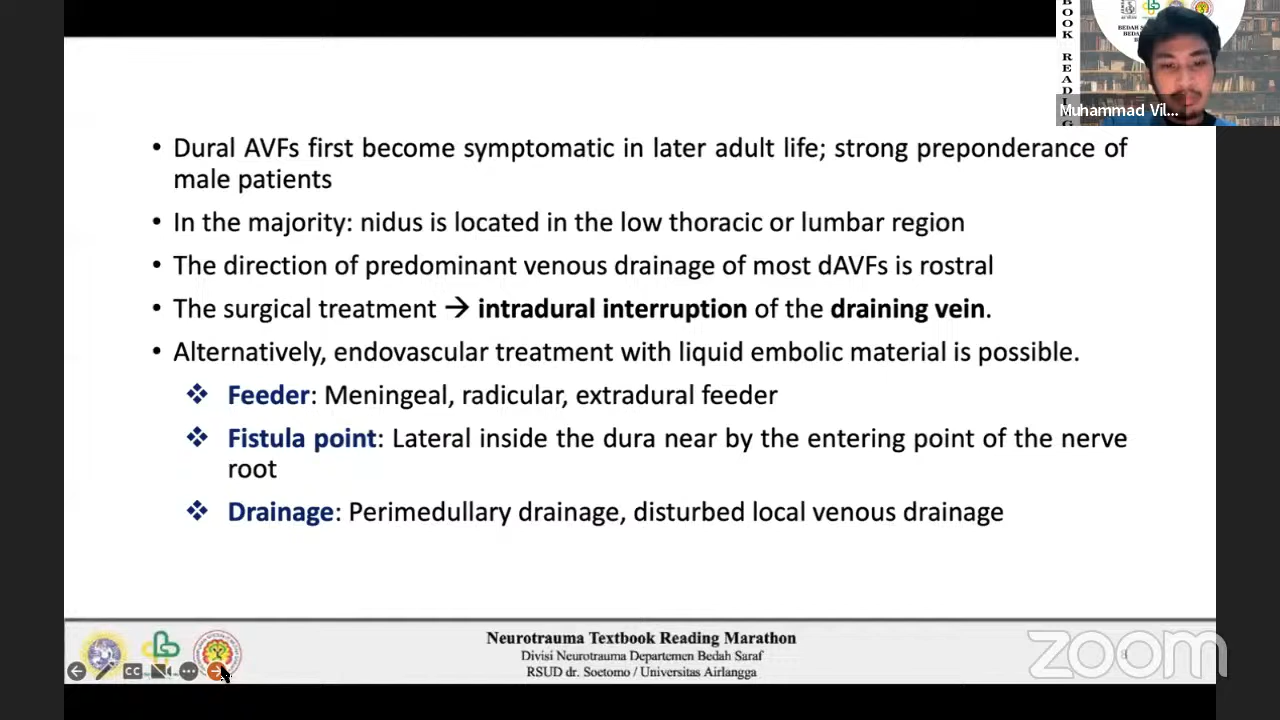 BOOK READING
BEDAH
Muhammad Vil...
• Dural AVFs first become symptomatic in later adult life; strong preponderance of
male patients
• In the majority: nidus is located in the low thoracic or lumbar region
• The direction of predominant venous drainage of most dAVFs is rostral
• The surgical treatment → intradural interruption of the draining vein.
• Alternatively, endovascular treatment with liquid embolic material is possible.
❖ Feeder: Meningeal, radicular, extradural feeder
❖ Fistula point: Lateral inside the dura near by the entering point of the nerve
root
❖ Drainage: Perimedullary drainage, disturbed local venous drainage
Neurotrauma Textbook Reading Marathon
Divisi Neurotrauma Departemen Bedah Saraf
RSUD dr. Soetomo / Universitas Airlangga
CC
8
zoom